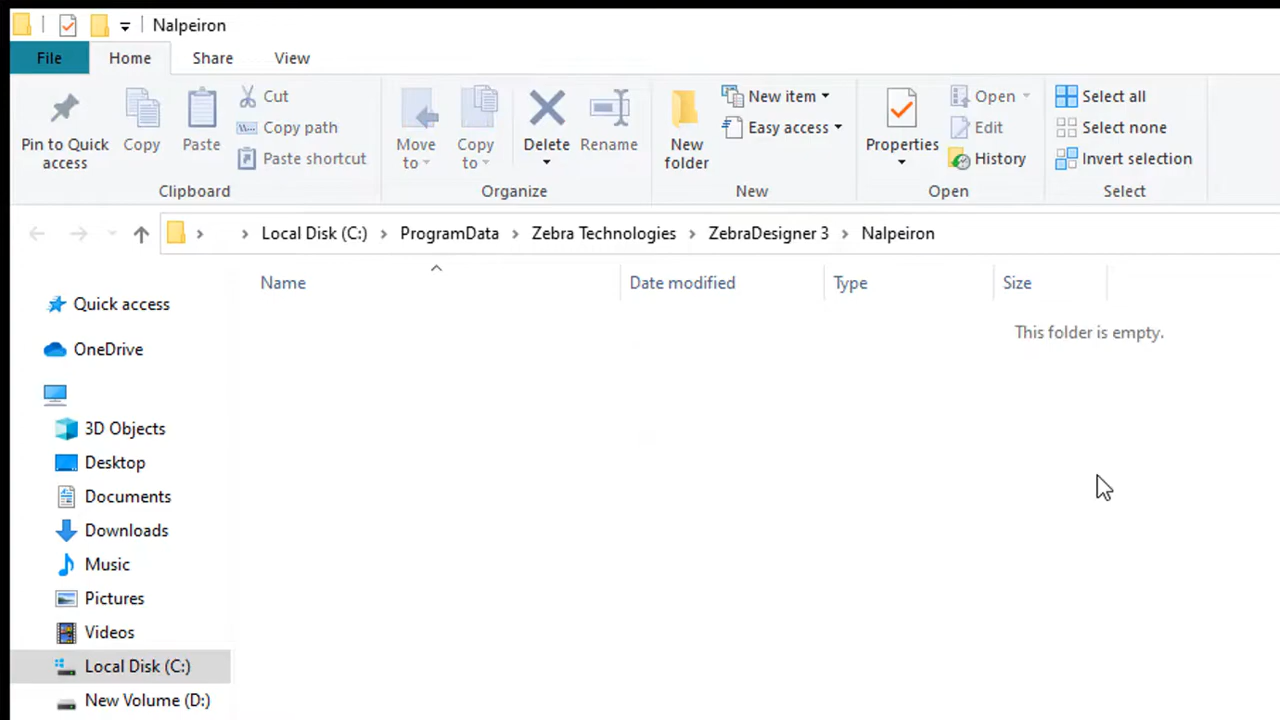 Nalpeiron
File Home Share View
Pin to Quick access
Copy
Paste
Cut
Copy path
Paste shortcut
Clipboard
Move to
Copy to
Delete
Rename
Organize
New folder
New item
Easy access
New
Properties
Open
Edit
History
Open
Select all
Select none
Invert selection
Select
Local Disk (C:) ProgramData Zebra Technologies ZebraDesigner 3 Nalpeiron
Name Date modified Type Size
This folder is empty.
Quick access
OneDrive
3D Objects
Desktop
Documents
Downloads
Music
Pictures
Videos
Local Disk (C:)
New Volume (D:)